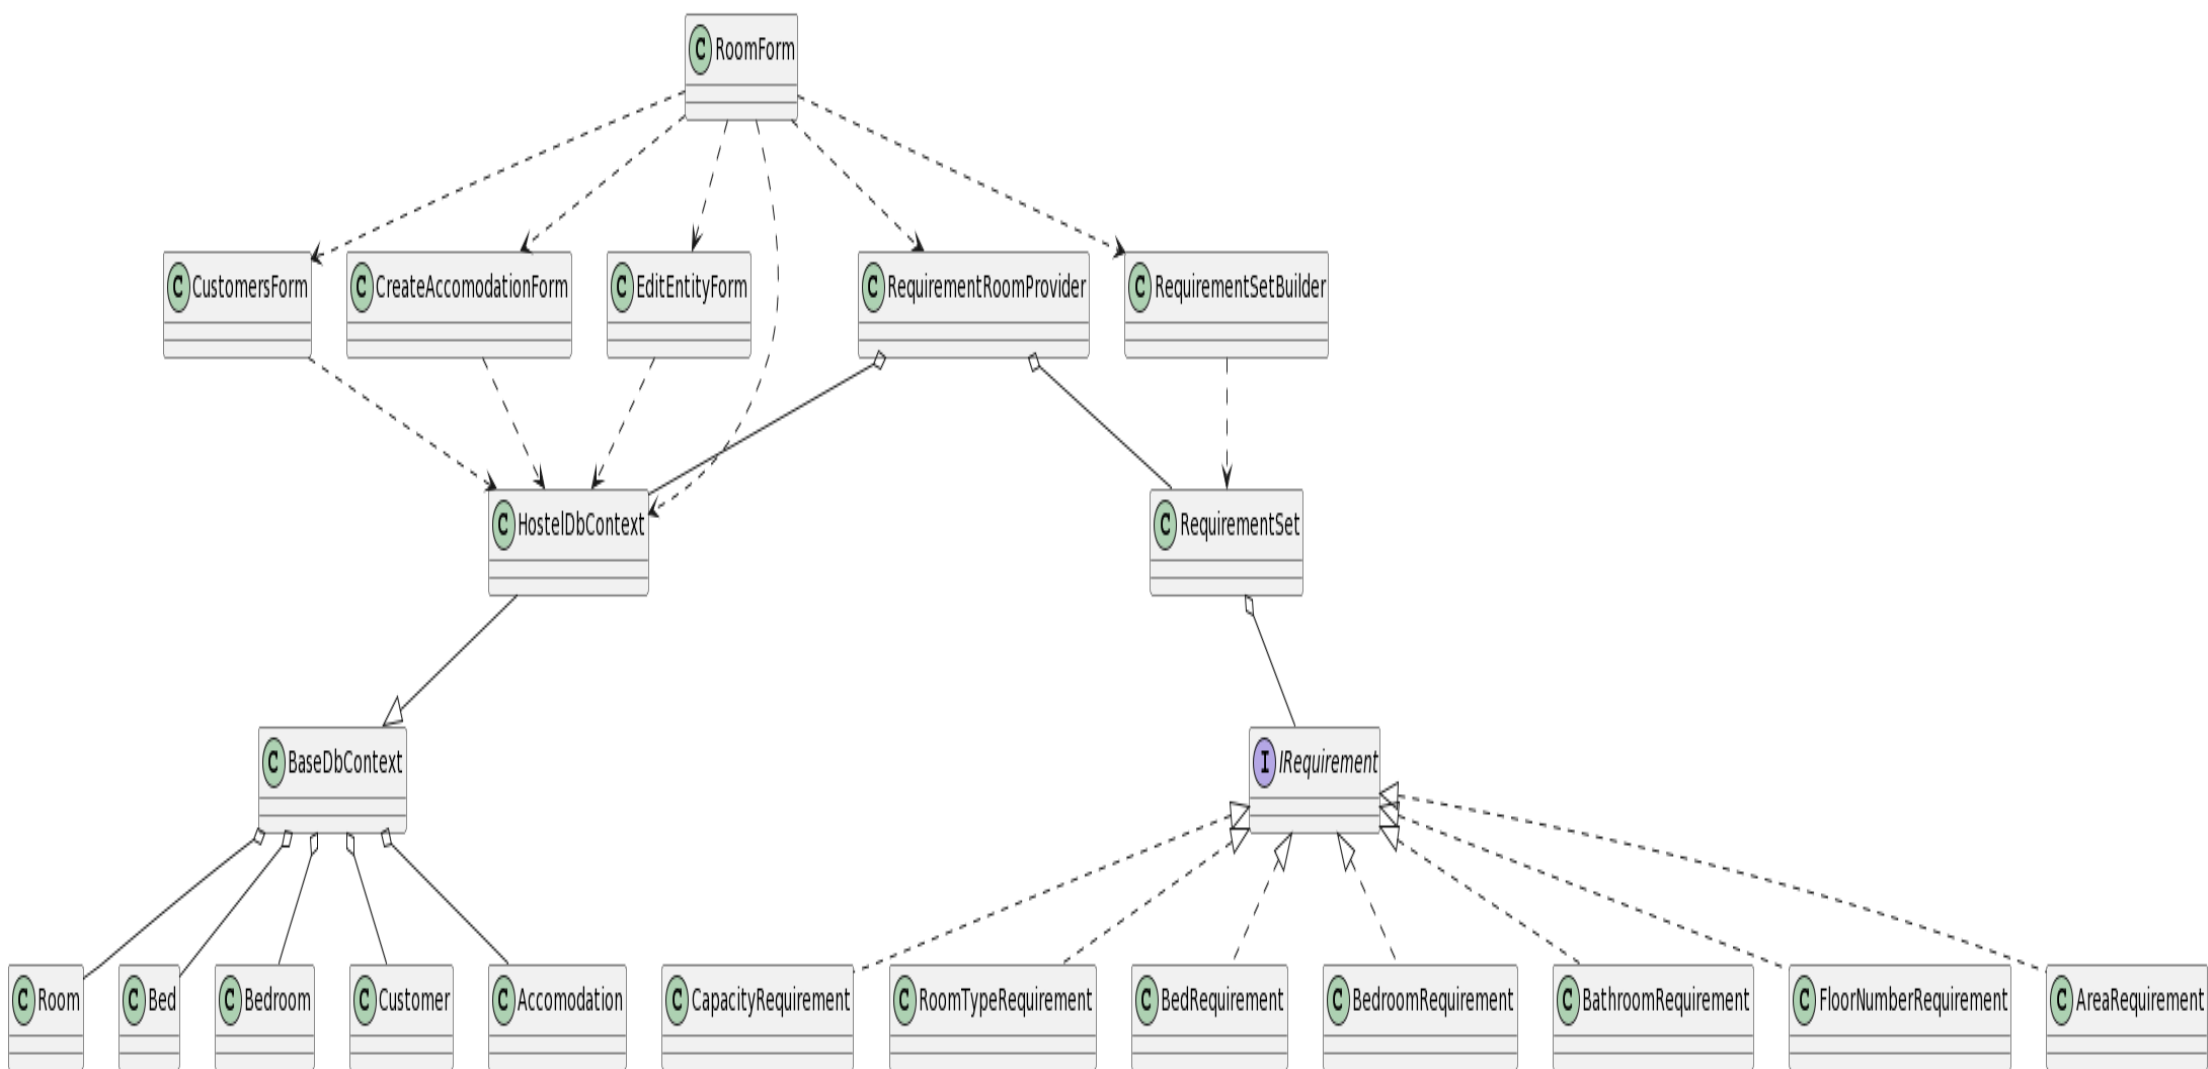 C RoomForm
C CustomersForm
C CreateAccomodationForm
C EditEntityForm
C RequirementRoomProvider
C RequirementSetBuilder
C HostelDbContext
C RequirementSet
C BaseDbContext
I IRequirement
C Room
C Bed
C Bedroom
C Customer
C Accomodation
C CapacityRequirement
C RoomTypeRequirement
C BedRequirement
C BedroomRequirement
C BathroomRequirement
C FloorNumberRequirement
C AreaRequirement